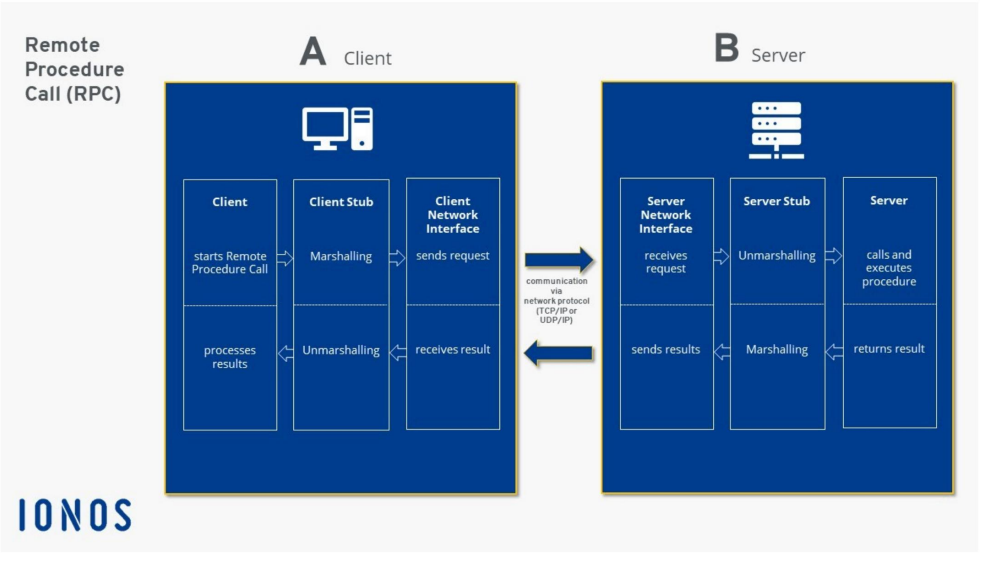 Remote
Procedure
Call (RPC)
A Client
B Server
Client
starts Remote
Procedure Call
processes
results
Client Stub
Marshalling
Unmarshalling
Client
Network
Interface
sends request
receives result
communication
via
network protocol
(TCP/IP or
UDP/IP)
Server
Network
Interface
receives
request
sends results
Server Stub
Unmarshalling
Marshalling
Server
calls and
executes
procedure
returns result
IONOS